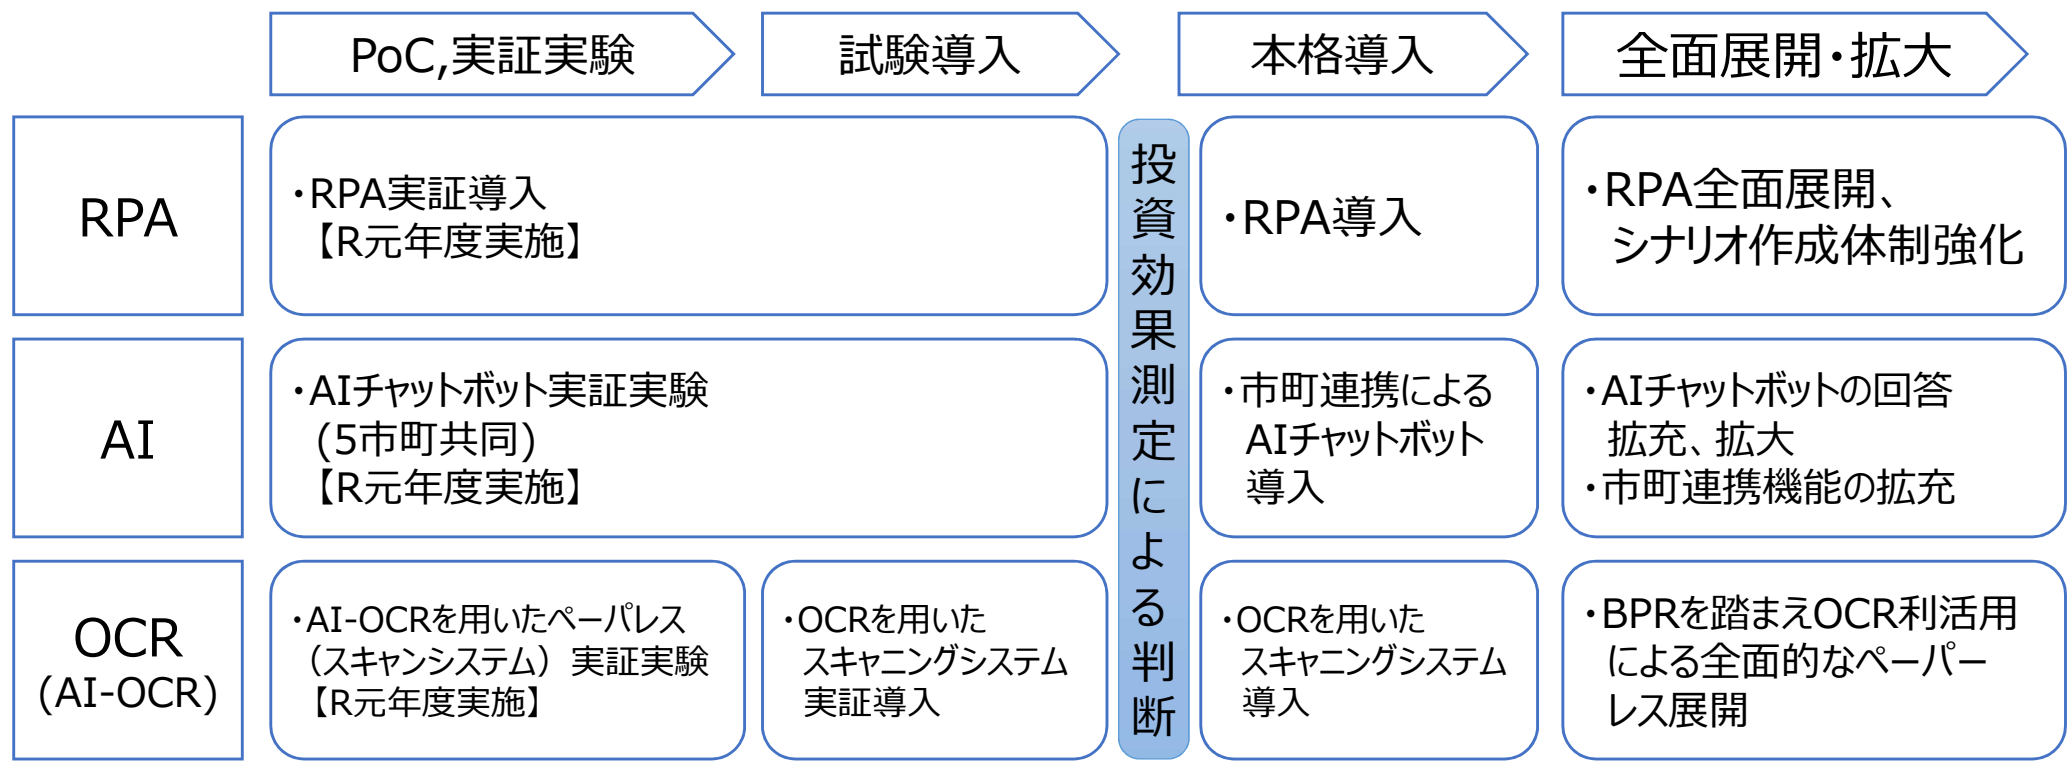 PoC,実証実験
試験導入
本格導入
全面展開・拡大
RPA
・RPA実証導入
【R元年度実施】
投資効果測定による判断
・RPA導入
・RPA全面展開、
シナリオ作成体制強化
AI
・AIチャットボット実証実験
(5市町共同)
【R元年度実施】
・市町連携による
AIチャットボット
導入
・AIチャットボットの回答
拡充、拡大
・市町連携機能の拡充
OCR
(AI-OCR)
・AI-OCRを用いたペーパレス
（スキャンシステム）実証実験
【R元年度実施】
・OCRを用いた
スキャニングシステム
実証導入
・OCRを用いた
スキャニングシステム
導入
・BPRを踏まえOCR利活用
による全面的なペーパー
レス展開